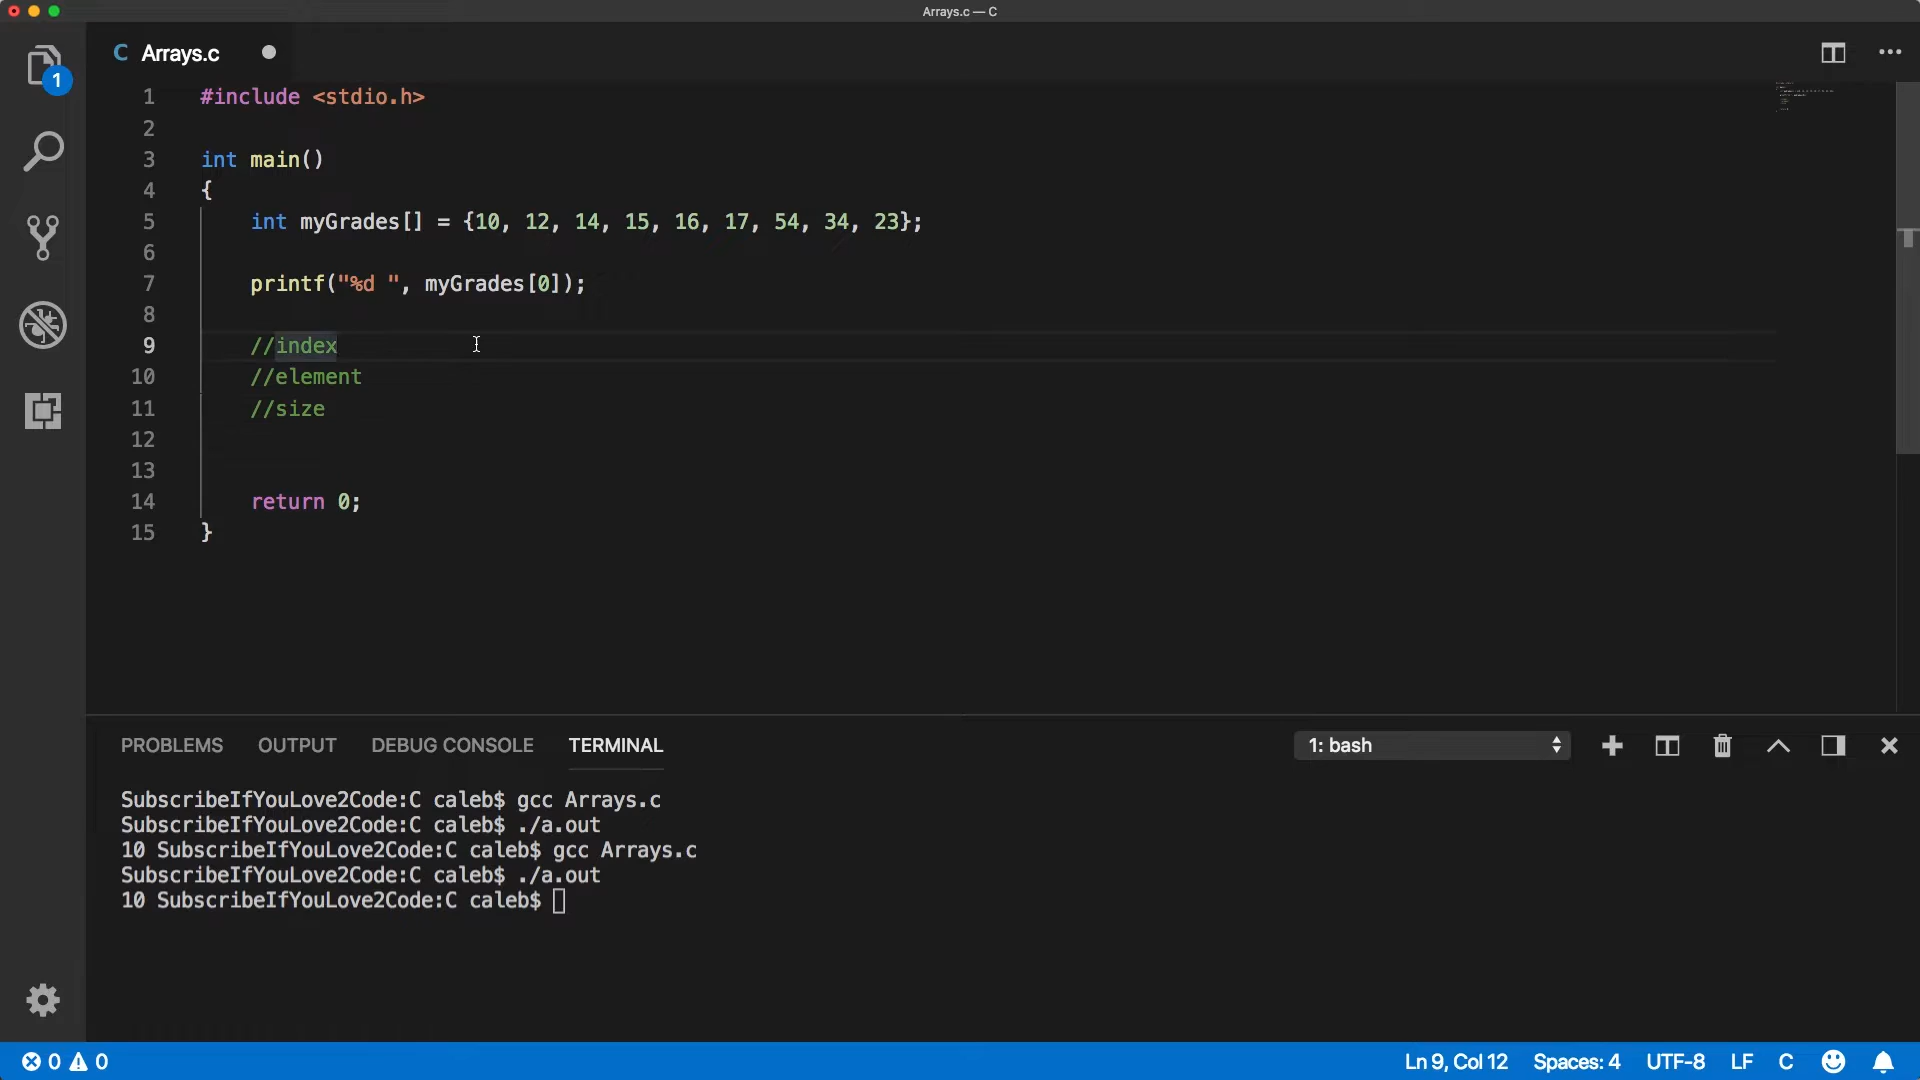 Arrays.c — C
1
C Arrays.c
1 #include <stdio.h>
2
3 int main()
4 {
5 int myGrades[] = {10, 12, 14, 15, 16, 17, 54, 34, 23};
6
7 printf("%d ", myGrades[0]);
8
9 //index
10 //element
11 //size
12
13
14 return 0;
15 }
PROBLEMS OUTPUT DEBUG CONSOLE TERMINAL 1: bash
SubscribeIfYouLove2Code:C caleb$ gcc Arrays.c
SubscribeIfYouLove2Code:C caleb$ ./a.out
10 SubscribeIfYouLove2Code:C caleb$ gcc Arrays.c
SubscribeIfYouLove2Code:C caleb$ ./a.out
10 SubscribeIfYouLove2Code:C caleb$
0 0 Ln 9, Col 12 Spaces: 4 UTF-8 LF C